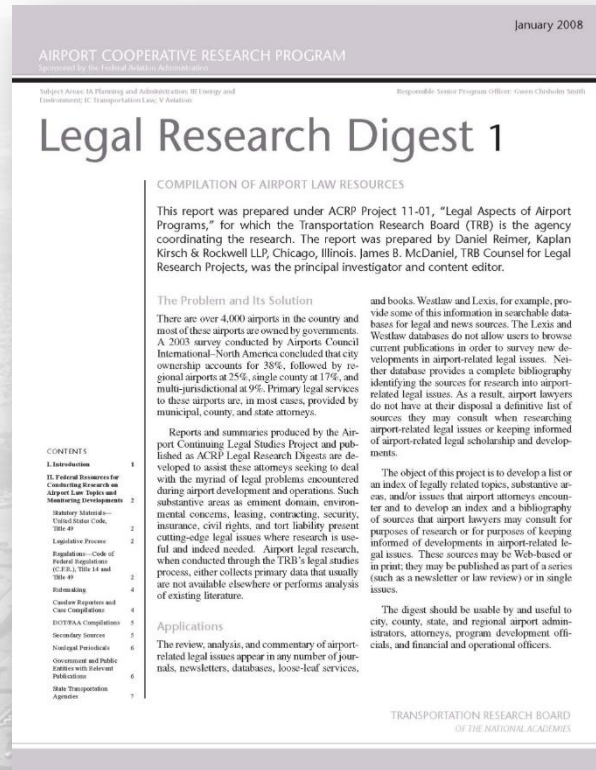 January 2008
AIRPORT COOPERATIVE RESEARCH PROGRAM
Sponsored by the Federal Aviation Administration
Subject Areas: IA Planning and Administration; IB Energy and
Environment; IC Transportation Law; V Aviation
Responsible Senior Program Officer: Gwen Chisholm Smith
Legal Research Digest 1
COMPILATION OF AIRPORT LAW RESOURCES
This report was prepared under ACRP Project 11-01, “Legal Aspects of Airport
Programs,” for which the Transportation Research Board (TRB) is the agency
coordinating the research. The report was prepared by Daniel Reimer, Kaplan
Kirsch & Rockwell LLP, Chicago, Illinois. James B. McDaniel, TRB Counsel for Legal
Research Projects, was the principal investigator and content editor.
CONTENTS
I. Introduction 1
II. Federal Resources for
Conducting Research on
Airport Law Topics and
Monitoring Developments 2
Statutory Materials—
United States Code,
Title 49 2
Legislative Process 2
Regulations—Code of
Federal Regulations
(C.F.R.), Title 14 and
Title 49 2
Rulemaking 4
Caselaw Reporters and
Case Compilations 4
DOT/FAA Compilations 5
Secondary Sources 5
Nonlegal Periodicals 6
Government and Public
Entities with Relevant
Publications 6
State Transportation
Agencies 7
The Problem and Its Solution
There are over 4,000 airports in the country and
most of these airports are owned by governments.
A 2003 survey conducted by Airports Council
International–North America concluded that city
ownership accounts for 38%, followed by re-
gional airports at 25%, single county at 17%, and
multi-jurisdictional at 9%. Primary legal services
to these airports are, in most cases, provided by
municipal, county, and state attorneys.
Reports and summaries produced by the Air-
port Continuing Legal Studies Project and pub-
lished as ACRP Legal Research Digests are de-
veloped to assist these attorneys seeking to deal
with the myriad of legal problems encountered
during airport development and operations. Such
substantive areas as eminent domain, environ-
mental concerns, leasing, contracting, security,
insurance, civil rights, and tort liability present
cutting-edge legal issues where research is use-
ful and indeed needed. Airport legal research,
when conducted through the TRB’s legal studies
process, either collects primary data that usually
are not available elsewhere or performs analysis
of existing literature.
Applications
The review, analysis, and commentary of airport-
related legal issues appear in any number of jour-
nals, newsletters, databases, loose-leaf services,
and books. Westlaw and Lexis, for example, pro-
vide some of this information in searchable data-
bases for legal and news sources. The Lexis and
Westlaw databases do not allow users to browse
current publications in order to survey new de-
velopments in airport-related legal issues. Nei-
ther database provides a complete bibliography
identifying the sources for research into airport-
related legal issues. As a result, airport lawyers
do not have at their disposal a definitive list of
sources they may consult when researching
airport-related legal issues or keeping informed
of airport-related legal scholarship and develop-
ments.
The object of this project is to develop a list or
an index of legally related topics, substantive ar-
eas, and/or issues that airport attorneys encoun-
ter and to develop an index and a bibliography
of sources that airport lawyers may consult for
purposes of research or for purposes of keeping
informed of developments in airport-related le-
gal issues. These sources may be Web-based or
in print; they may be published as part of a series
(such as a newsletter or law review) or in single
issues.
The digest should be usable by and useful to
city, county, state, and regional airport admin-
istrators, attorneys, program development offi-
cials, and financial and operational officers.
TRANSPORTATION RESEARCH BOARD
OF THE NATIONAL ACADEMIES